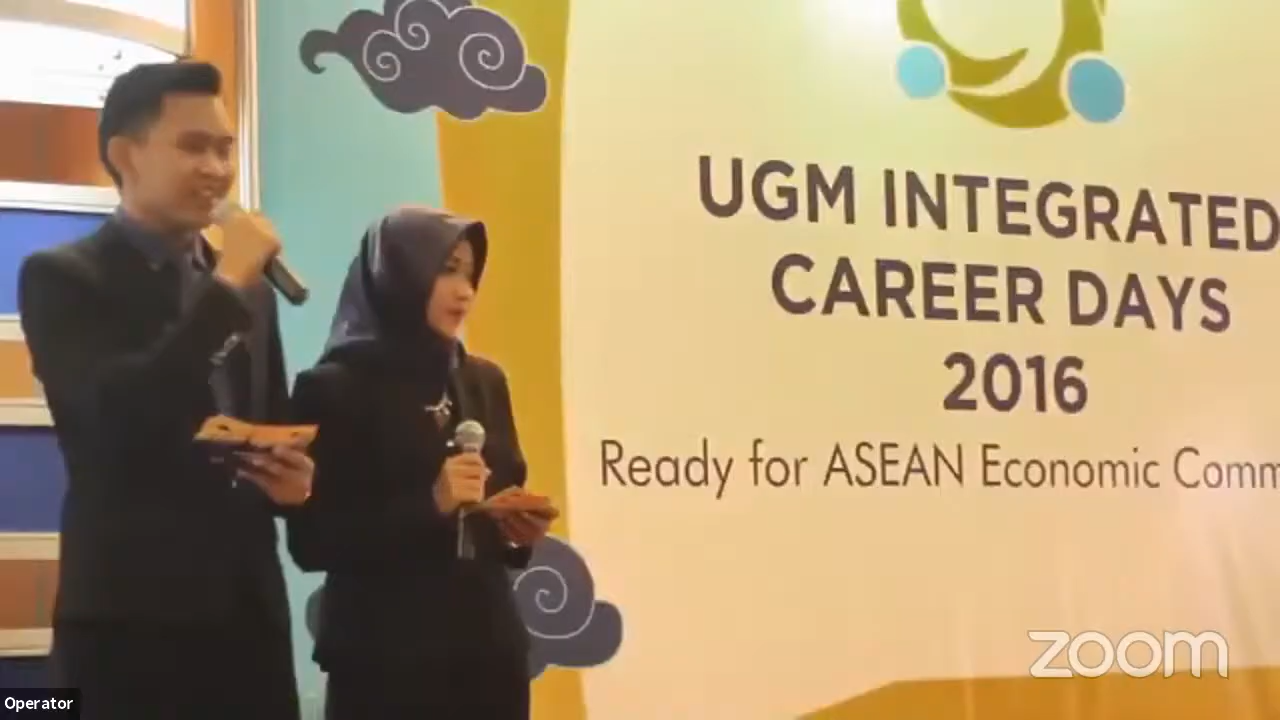 UGM INTEGRATED
CAREER DAYS
2016
Ready for ASEAN Economic Comm
zoom
Operator